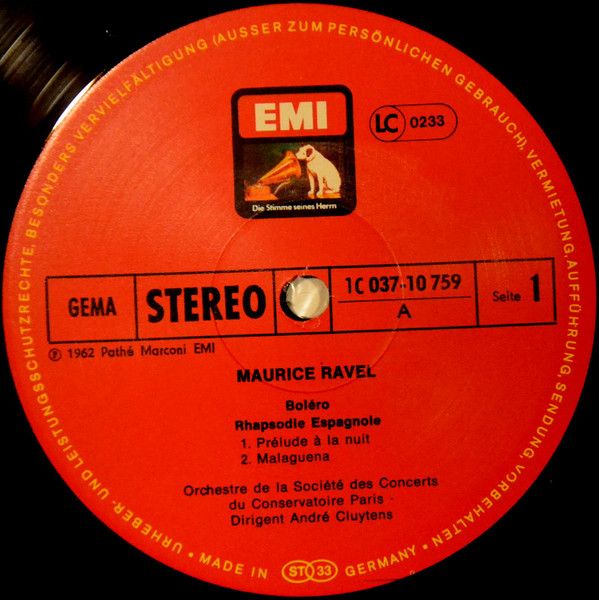 URHEBER- UND LEISTUNGSSCHUTZRECHTE, BESONDERS VERVIELFÄLTIGUNG (AUSSER ZUM PERSÖNLICHEN GEBRAUCH), VERMIETUNG, AUFFÜHRUNG, SENDUNG, VORBEHALTEN •
EMI
Die Stimme seines Herrn
LC 0233
GEMA
STEREO
1C 037-10 759
A
Seite 1
℗ 1962 Pathé Marconi EMI
MAURICE RAVEL
Boléro
Rhapsodie Espagnole
1. Prélude à la nuit
2. Malaguena
Orchestre de la Société des Concerts
du Conservatoire Paris ·
Dirigent André Cluytens
• MADE IN ST 33 GERMANY •